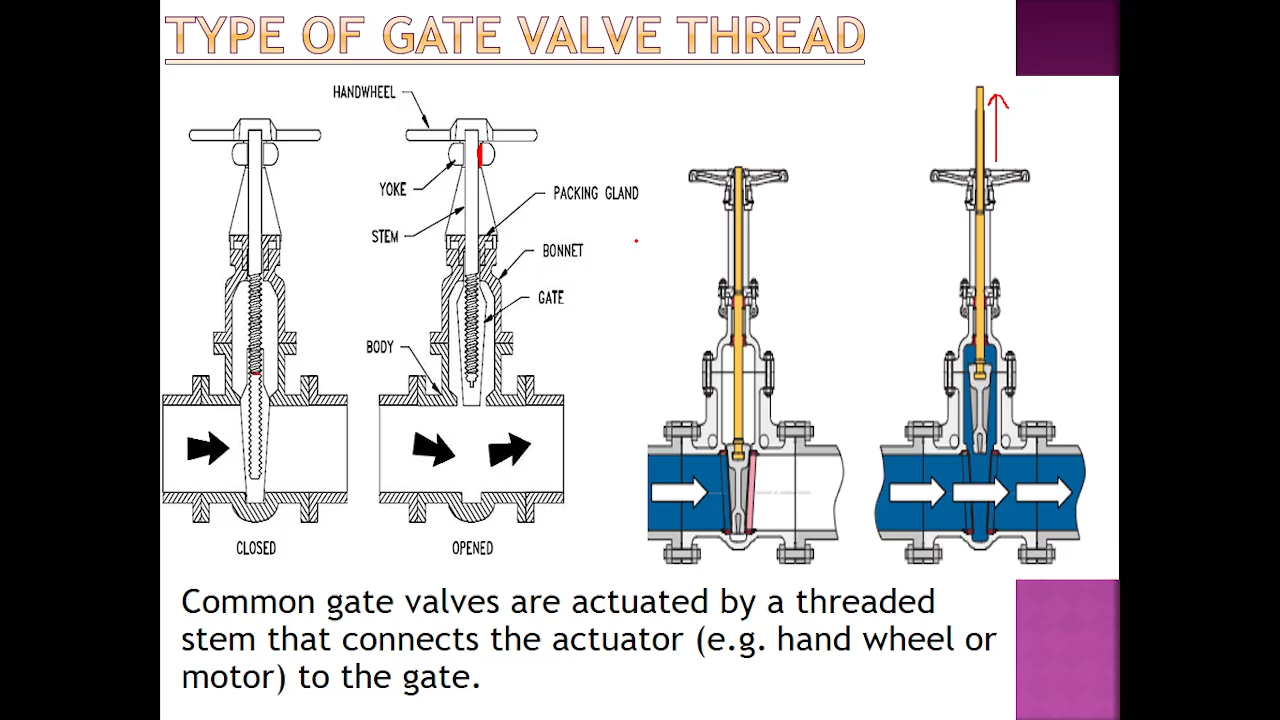 TYPE OF GATE VALVE THREAD
HANDWHEEL
YOKE
PACKING GLAND
STEM
BONNET
GATE
BODY
CLOSED
OPENED
Common gate valves are actuated by a threaded
stem that connects the actuator (e.g. hand wheel or
motor) to the gate.